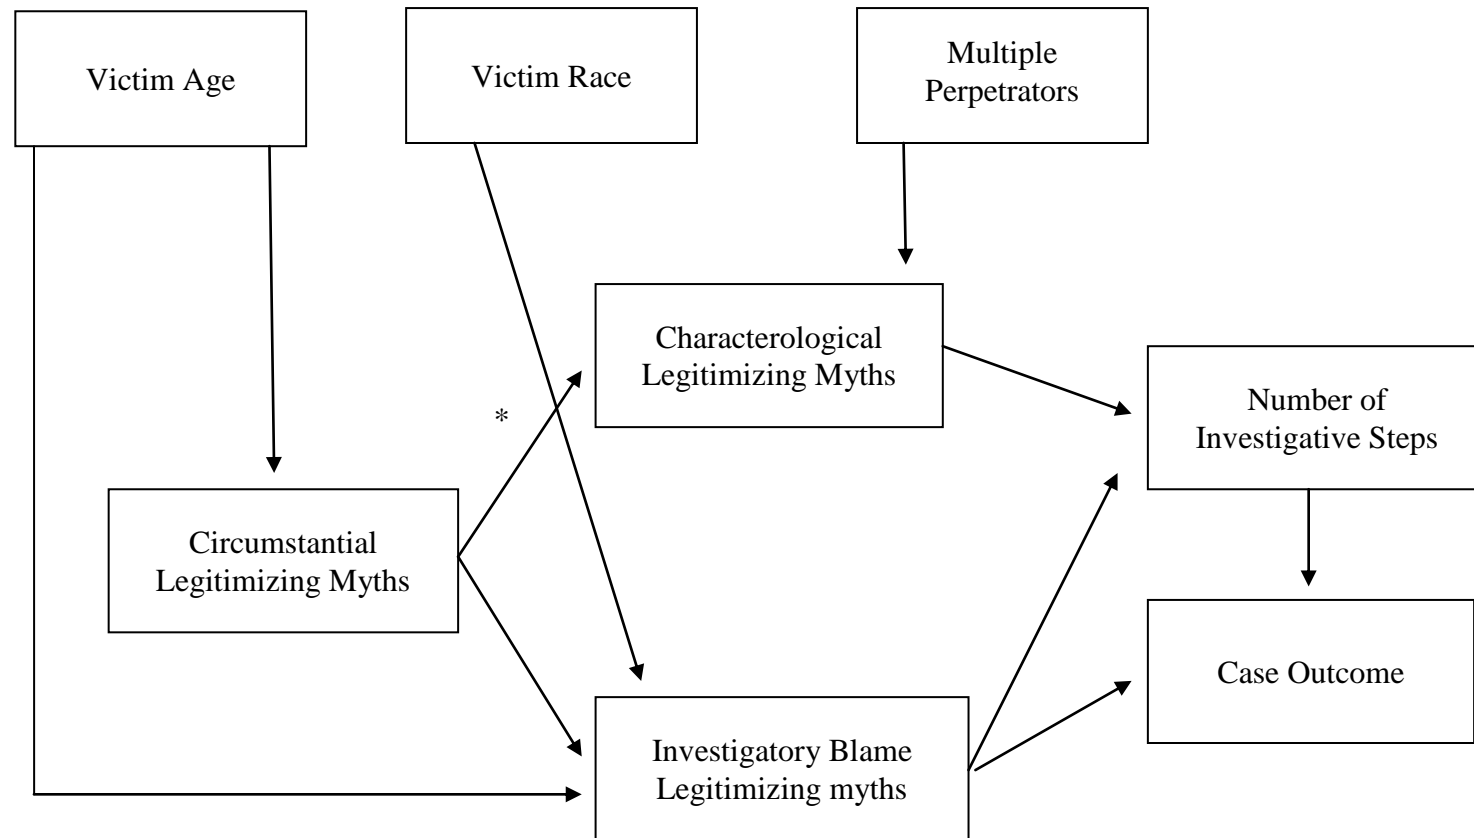 Victim Age
Victim Race
Multiple
Perpetrators
Characterological
Legitimizing Myths
*
Number of
Investigative Steps
Circumstantial
Legitimizing Myths
Case Outcome
Investigatory Blame
Legitimizing myths